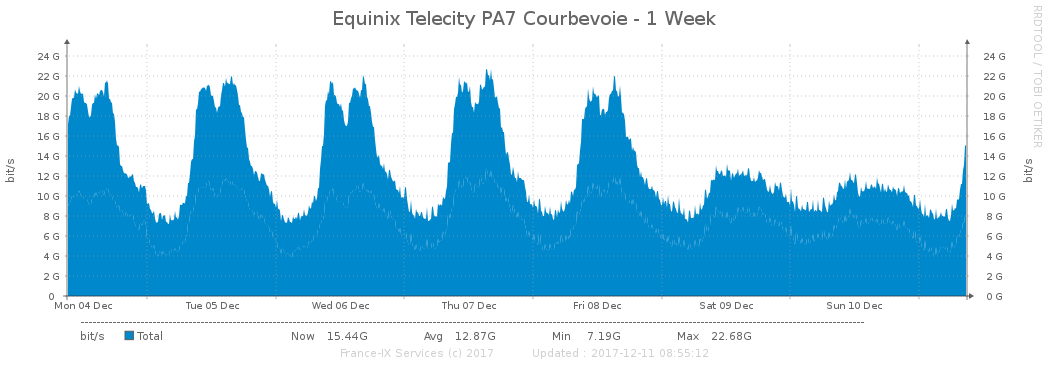 Equinix Telecity PA7 Courbevoie - 1 Week
RRDTOOL / TOBI OETIKER
bit/s
24 G 24 G
22 G 22 G
20 G 20 G
18 G 18 G
16 G 16 G
14 G 14 G
12 G 12 G
10 G 10 G
8 G 8 G
6 G 6 G
4 G 4 G
2 G 2 G
0 0 G
bit/s
Mon 04 Dec Tue 05 Dec Wed 06 Dec Thu 07 Dec Fri 08 Dec Sat 09 Dec Sun 10 Dec
bit/s Total Now 15.44G Avg 12.87G Min 7.19G Max 22.68G
France-IX Services (c) 2017 Updated : 2017-12-11 08:55:12